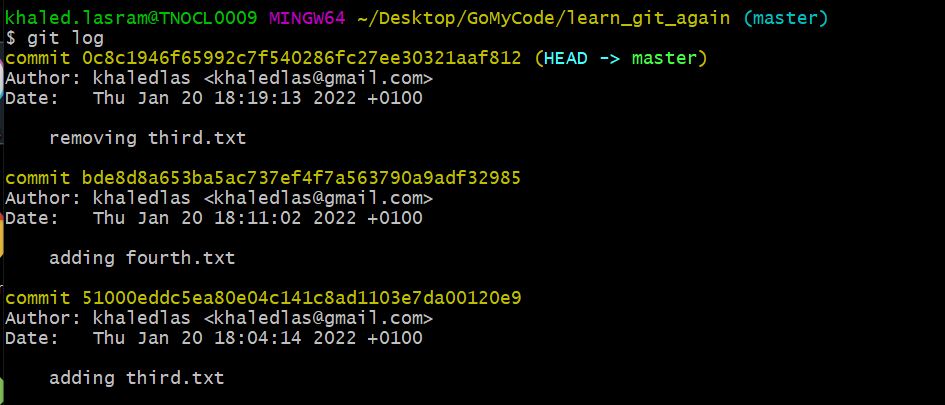 khaled.lasram@TNOCL0009 MINGW64 ~/Desktop/GoMyCode/learn_git_again (master)
$ git log
commit 0c8c1946f65992c7f540286fc27ee30321aaf812 (HEAD -> master)
Author: khaledlas <khaledlas@gmail.com>
Date:   Thu Jan 20 18:19:13 2022 +0100
removing third.txt
commit bde8d8a653ba5ac737ef4f7a563790a9adf32985
Author: khaledlas <khaledlas@gmail.com>
Date:   Thu Jan 20 18:11:02 2022 +0100
adding fourth.txt
commit 51000eddc5ea80e04c141c8ad1103e7da00120e9
Author: khaledlas <khaledlas@gmail.com>
Date:   Thu Jan 20 18:04:14 2022 +0100
adding third.txt